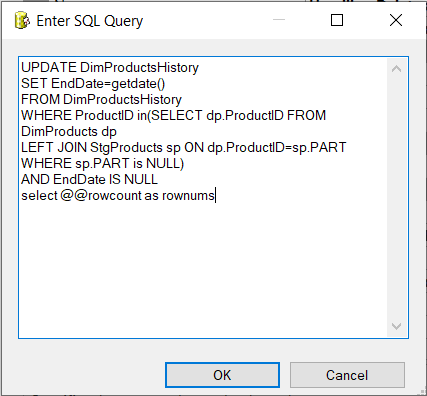 Enter SQL Query
UPDATE DimProductsHistory
SET EndDate=getdate()
FROM DimProductsHistory
WHERE ProductID in(SELECT dp.ProductID FROM
DimProducts dp
LEFT JOIN StgProducts sp ON dp.ProductID=sp.PART
WHERE sp.PART is NULL)
AND EndDate IS NULL
select @@rowcount as rownums
OK
Cancel